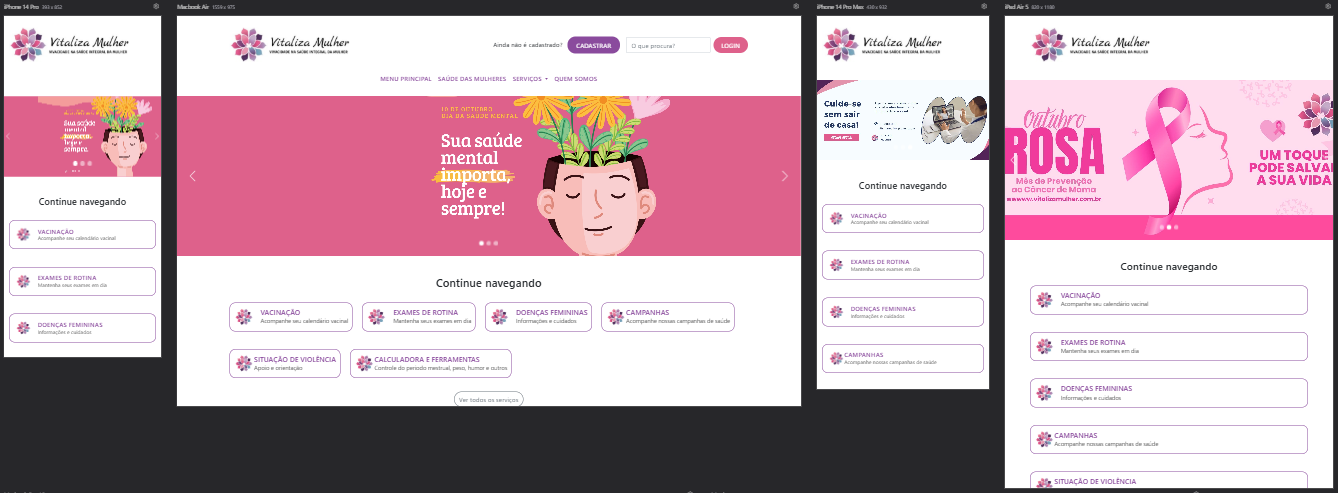 iPhone 14 Pro 393 x 852
Vitaliza Mulher
VIVACIDADE NA SAÚDE INTEGRAL DA MULHER
Sua saúde
mental
importa,
hoje e
sempre.
Continue navegando
VACINAÇÃO
Acompanhe seu calendário vacinal
EXAMES DE ROTINA
Mantenha seus exames em dia
DOENÇAS FEMININAS
Informações e cuidados
Macbook Air 1559 x 975
Vitaliza Mulher
VIVACIDADE NA SAÚDE INTEGRAL DA MULHER
Ainda não é cadastrado? CADASTRAR O que procura? LOGIN
MENU PRINCIPAL SAÚDE DAS MULHERES SERVIÇOS QUEM SOMOS
10 DE OUTUBRO
DIA DA SAÚDE MENTAL
Sua saúde
mental
importa,
hoje e
sempre!
Continue navegando
VACINAÇÃO
Acompanhe seu calendário vacinal
EXAMES DE ROTINA
Mantenha seus exames em dia
DOENÇAS FEMININAS
Informações e cuidados
CAMPANHAS
Acompanhe nossas campanhas de saúde
SITUAÇÃO DE VIOLÊNCIA
Apoio e orientação
CALCULADORA E FERRAMENTAS
Controle do período mestrual, peso, humor e outros
Ver todos os serviços
iPhone 14 Pro Max 430 x 932
Vitaliza Mulher
VIVACIDADE NA SAÚDE INTEGRAL DA MULHER
Cuide-se
sem sair
de casa!
Continue navegando
VACINAÇÃO
Acompanhe seu calendário vacinal
EXAMES DE ROTINA
Mantenha seus exames em dia
DOENÇAS FEMININAS
Informações e cuidados
CAMPANHAS
Acompanhe nossas campanhas de saúde
iPad Air 5 820 x 1180
Vitaliza Mulher
VIVACIDADE NA SAÚDE INTEGRAL DA MULHER
Outubro
ROSA
Mês de Prevenção
ao Câncer de Mama
www.vitalizamulher.com.br
UM TOQUE
PODE SALVAR
A SUA VIDA
Continue navegando
VACINAÇÃO
Acompanhe seu calendário vacinal
EXAMES DE ROTINA
Mantenha seus exames em dia
DOENÇAS FEMININAS
Informações e cuidados
CAMPANHAS
Acompanhe nossas campanhas de saúde
SITUAÇÃO DE VIOLÊNCIA